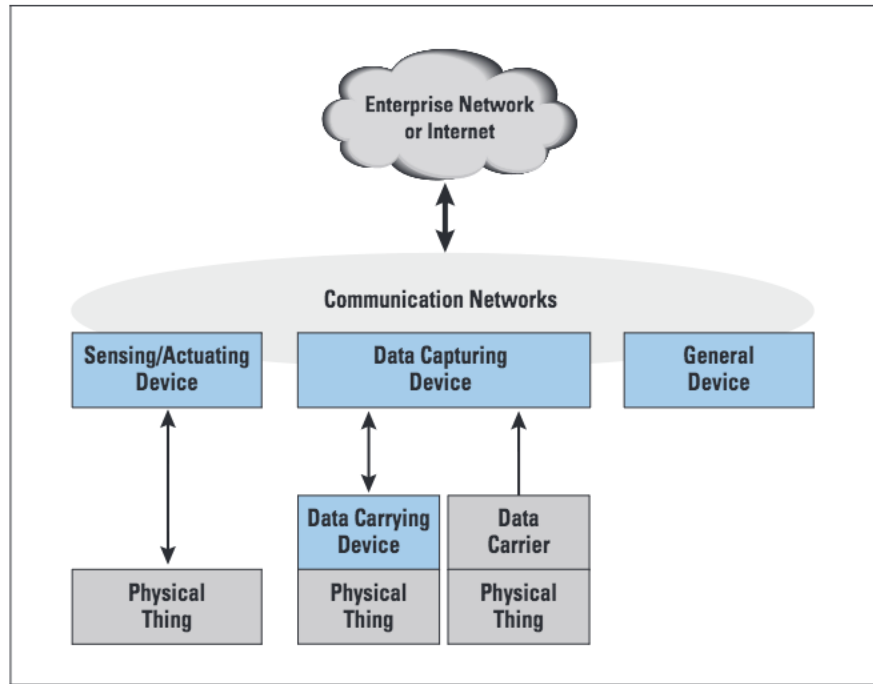 Enterprise Network
or Internet
Communication Networks
Sensing/Actuating
Device
Data Capturing
Device
General
Device
Data Carrying
Device
Data
Carrier
Physical
Thing
Physical
Thing
Physical
Thing